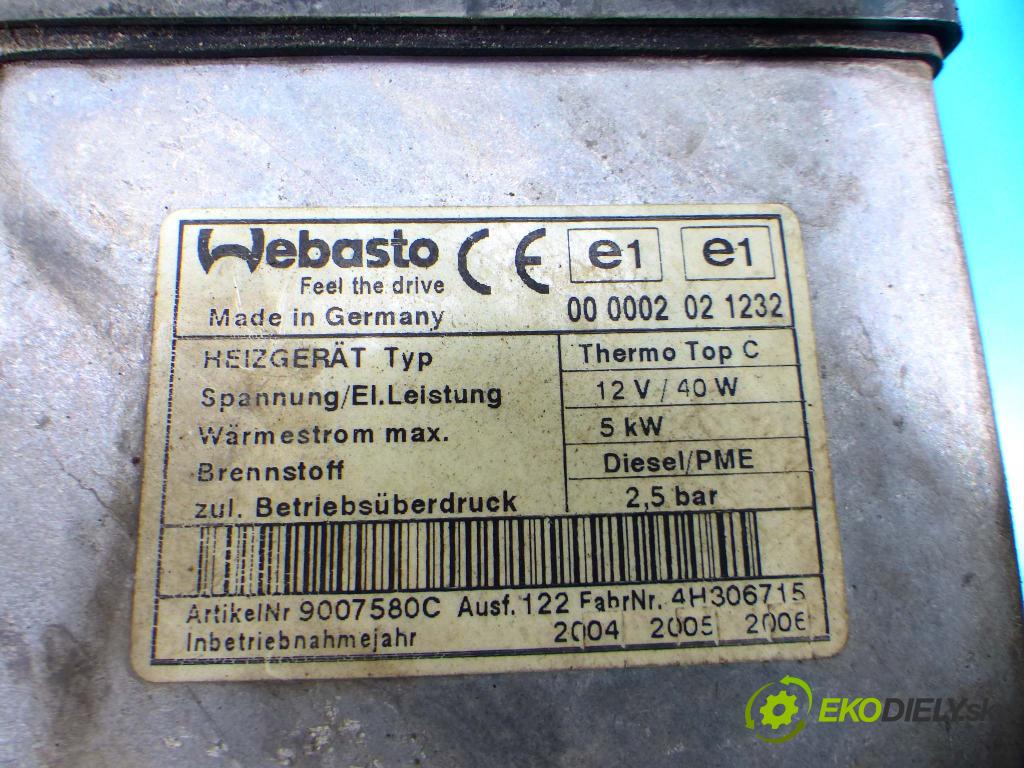 Webasto CE e1 e1
Feel the drive
Made in Germany 00 0002 02 1232
HEIZGERÄT Typ Thermo Top C
Spannung/El.Leistung 12 V / 40 W
Wärmestrom max. 5 kW
Brennstoff Diesel/PME
zul. Betriebsüberdruck 2,5 bar
ArtikelNr 9007580C Ausf. 122 FabrNr. 4H306715
Inbetriebnahmejahr 2004 2005 2006
EKODIELY.sk